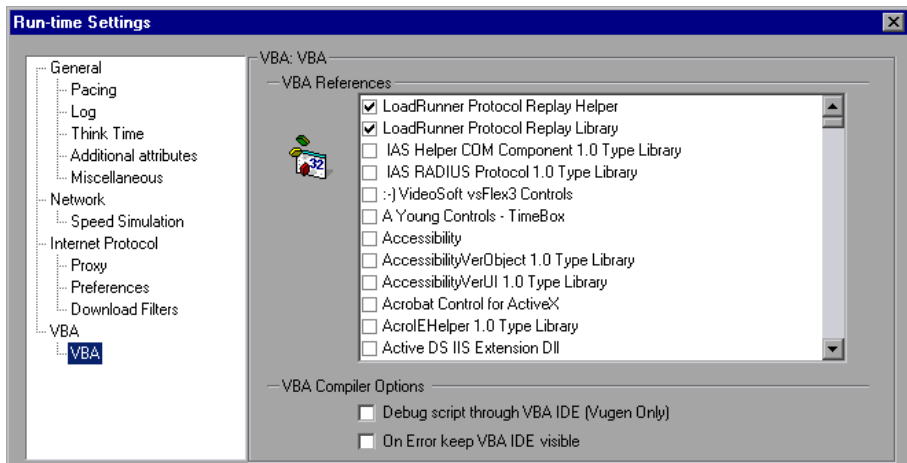 Run-time Settings
General
Pacing
Log
Think Time
Additional attributes
Miscellaneous
Network
Speed Simulation
Internet Protocol
Proxy
Preferences
Download Filters
VBA
VBA
VBA: VBA
VBA References
32
LoadRunner Protocol Replay Helper
LoadRunner Protocol Replay Library
IAS Helper COM Component 1.0 Type Library
IAS RADIUS Protocol 1.0 Type Library
:-) VideoSoft vsFlex3 Controls
A Young Controls - TimeBox
Accessibility
AccessibilityVerObject 1.0 Type Library
AccessibilityVerUI 1.0 Type Library
Acrobat Control for ActiveX
AcroIEHelper 1.0 Type Library
Active DS IIS Extension Dll
VBA Compiler Options
Debug script through VBA IDE (Vugen Only)
On Error keep VBA IDE visible